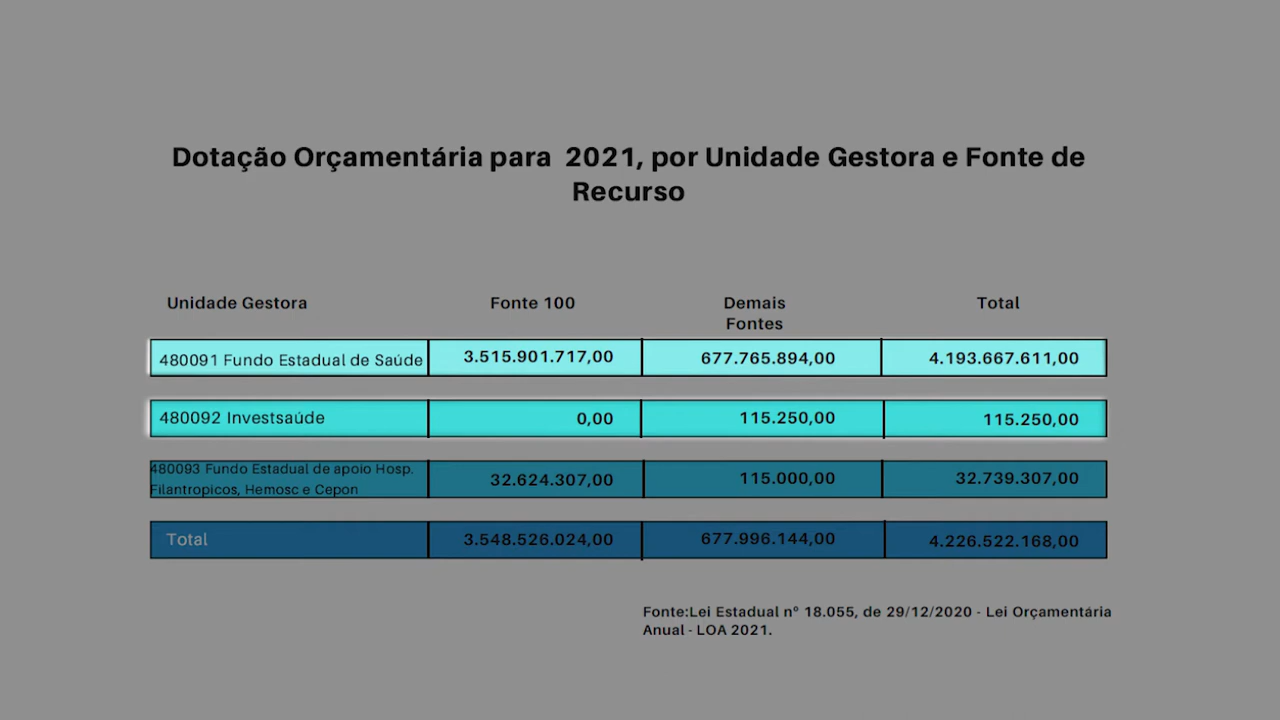 Dotação Orçamentária para 2021, por Unidade Gestora e Fonte de
Recurso
Unidade Gestora Fonte 100 Demais Total
Fontes
480091 Fundo Estadual de Saúde 3.515.901.717,00 677.765.894,00 4.193.667.611,00
480092 Investsaúde 0,00 115.250,00 115.250,00
480093 Fundo Estadual de apoio Hosp.
Filantropicos, Hemosc e Cepon 32.624.307,00 115.000,00 32.739.307,00
Total 3.548.526.024,00 677.996.144,00 4.226.522.168,00
Fonte:Lei Estadual nº 18.055, de 29/12/2020 - Lei Orçamentária
Anual - LOA 2021.